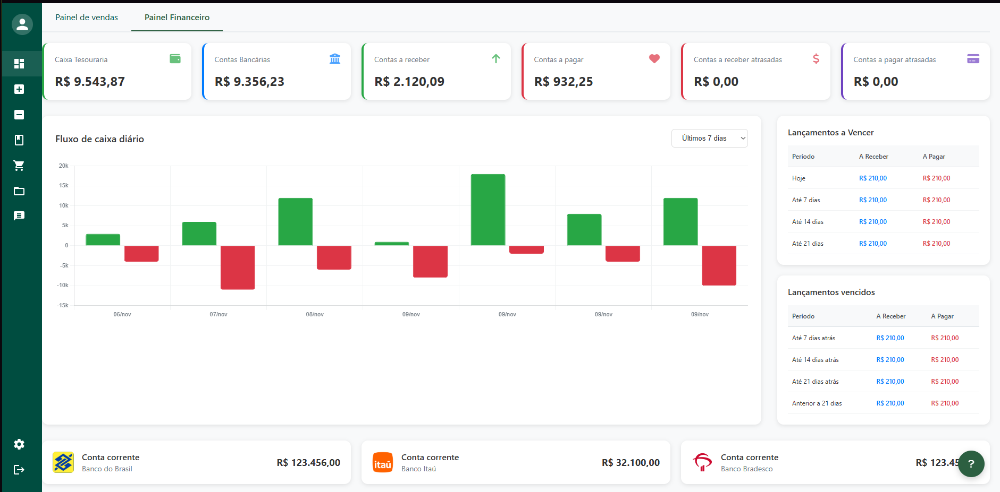 Painel de vendas
Painel Financeiro
Caixa Tesouraria
R$ 9.543,87
Contas Bancárias
R$ 9.356,23
Contas a receber
R$ 2.120,09
Contas a pagar
R$ 932,25
Contas a receber atrasadas
R$ 0,00
Contas a pagar atrasadas
R$ 0,00
Fluxo de caixa diário
Últimos 7 dias
20k
15k
10k
5k
0
-5k
-10k
-15k
06/nov
07/nov
08/nov
09/nov
09/nov
09/nov
09/nov
Lançamentos a Vencer
Período A Receber A Pagar
Hoje R$ 210,00 R$ 210,00
Até 7 dias R$ 210,00 R$ 210,00
Até 14 dias R$ 210,00 R$ 210,00
Até 21 dias R$ 210,00 R$ 210,00
Lançamentos vencidos
Período A Receber A Pagar
Até 7 dias atrás R$ 210,00 R$ 210,00
Até 14 dias atrás R$ 210,00 R$ 210,00
Até 21 dias atrás R$ 210,00 R$ 210,00
Anterior a 21 dias R$ 210,00 R$ 210,00
Conta corrente
Banco do Brasil
R$ 123.456,00
itaú
Conta corrente
Banco Itaú
R$ 32.100,00
Conta corrente
Banco Bradesco
R$ 123.45
?